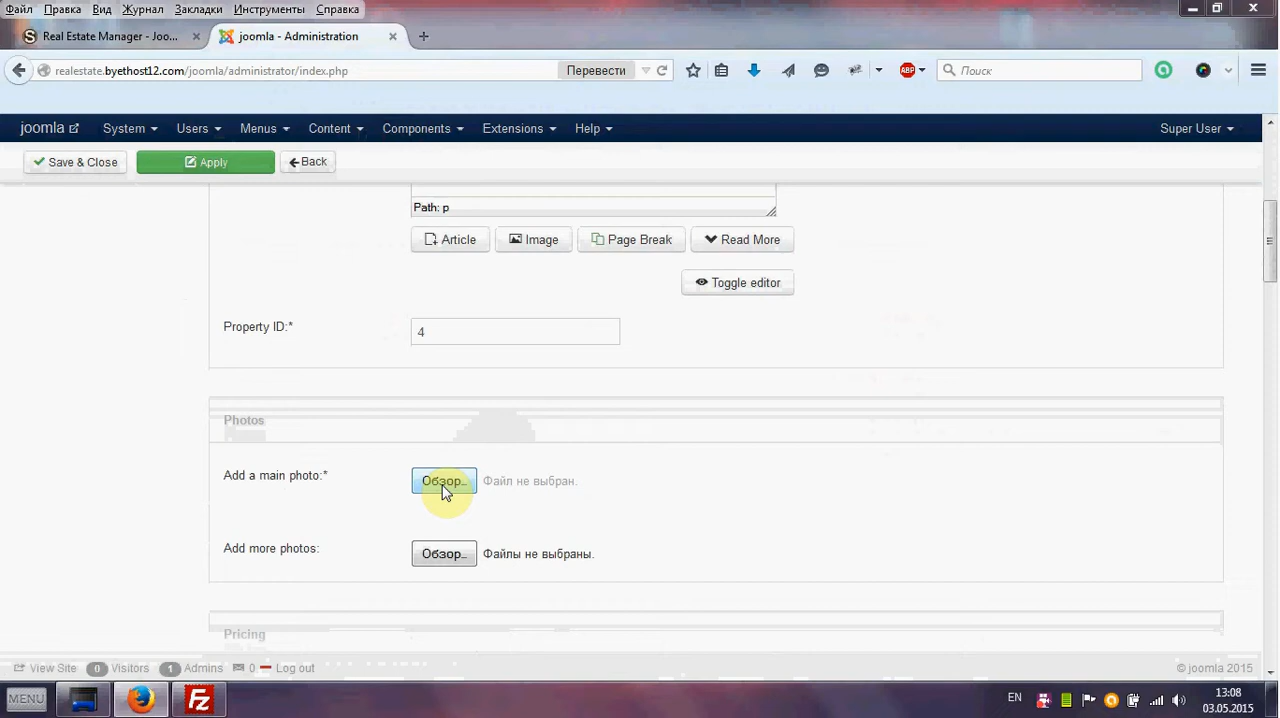 Файл Правка Вид Журнал Закладки Инструменты Справка
Real Estate Manager - Joo...
joomla - Administration
realestate.byethost12.com/joomla/administrator/index.php
Перевести
ABP
Поиск
joomla System Users Menus Content Components Extensions Help Super User
Save & Close Apply Back
Path: p
Article Image Page Break Read More
Toggle editor
Property ID:* 4
Photos
Add a main photo:* Обзор... Файл не выбран.
Add more photos: Обзор... Файлы не выбраны.
Pricing
View Site 0 Visitors 1 Admins 0 Log out © joomla 2015
MENU
EN
13:08
03.05.2015